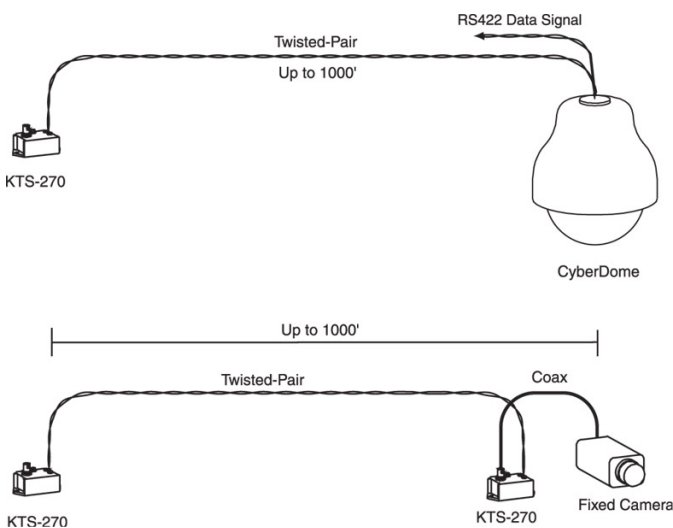 RS422 Data Signal
Twisted-Pair
Up to 1000'
KTS-270
CyberDome
Up to 1000'
Twisted-Pair
Coax
KTS-270
KTS-270
Fixed Camera